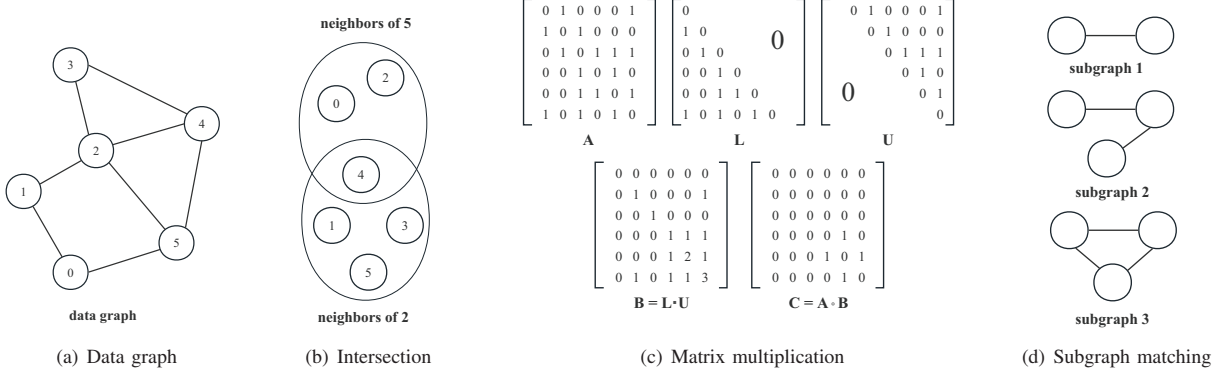 3
4
2
1
5
0
data graph
(a) Data graph
neighbors of 5
2
0
4
1
3
5
neighbors of 2
(b) Intersection
0 1 0 0 0 1
1 0 1 0 0 0
0 1 0 1 1 1
0 0 1 0 1 0
0 0 1 1 0 1
1 0 1 0 1 0
A
0
1 0
0 1 0
0 0 1 0
0 0 1 1 0
1 0 1 0 1 0
0
L
0 1 0 0 0 1
0 1 0 0 0
0 1 1 1
0 1 0
0 1
0
0
U
0 0 0 0 0 0
0 1 0 0 0 1
0 0 1 0 0 0
0 0 0 1 1 1
0 0 0 1 2 1
0 1 0 1 1 3
B = L·U
0 0 0 0 0 0
0 0 0 0 0 0
0 0 0 0 0 0
0 0 0 0 1 0
0 0 0 1 0 1
0 0 0 0 1 0
C = A ∘ B
(c) Matrix multiplication
subgraph 1
subgraph 2
subgraph 3
(d) Subgraph matching